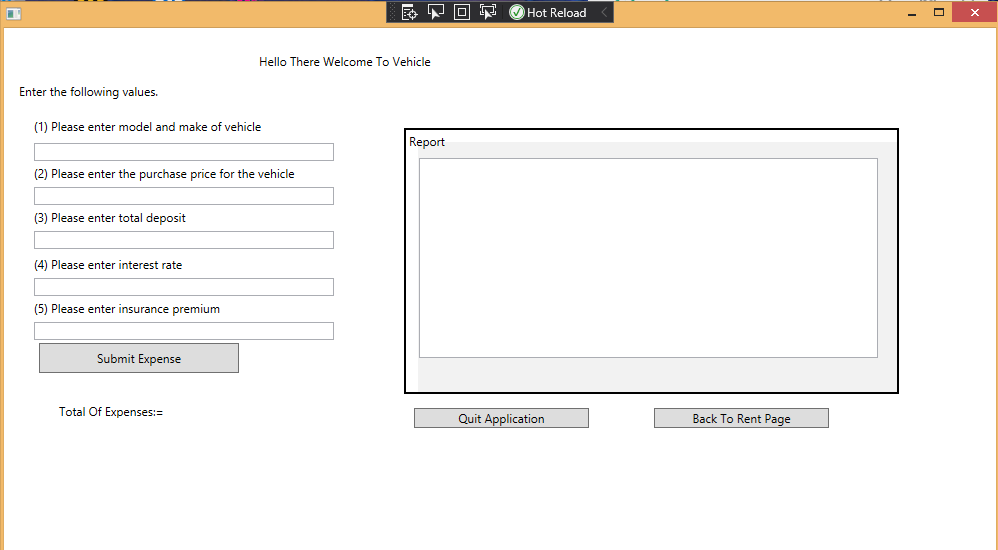 Hot Reload
Hello There Welcome To Vehicle
Enter the following values.
(1) Please enter model and make of vehicle
(2) Please enter the purchase price for the vehicle
(3) Please enter total deposit
(4) Please enter interest rate
(5) Please enter insurance premium
Submit Expense
Total Of Expenses:=
Report
Quit Application
Back To Rent Page